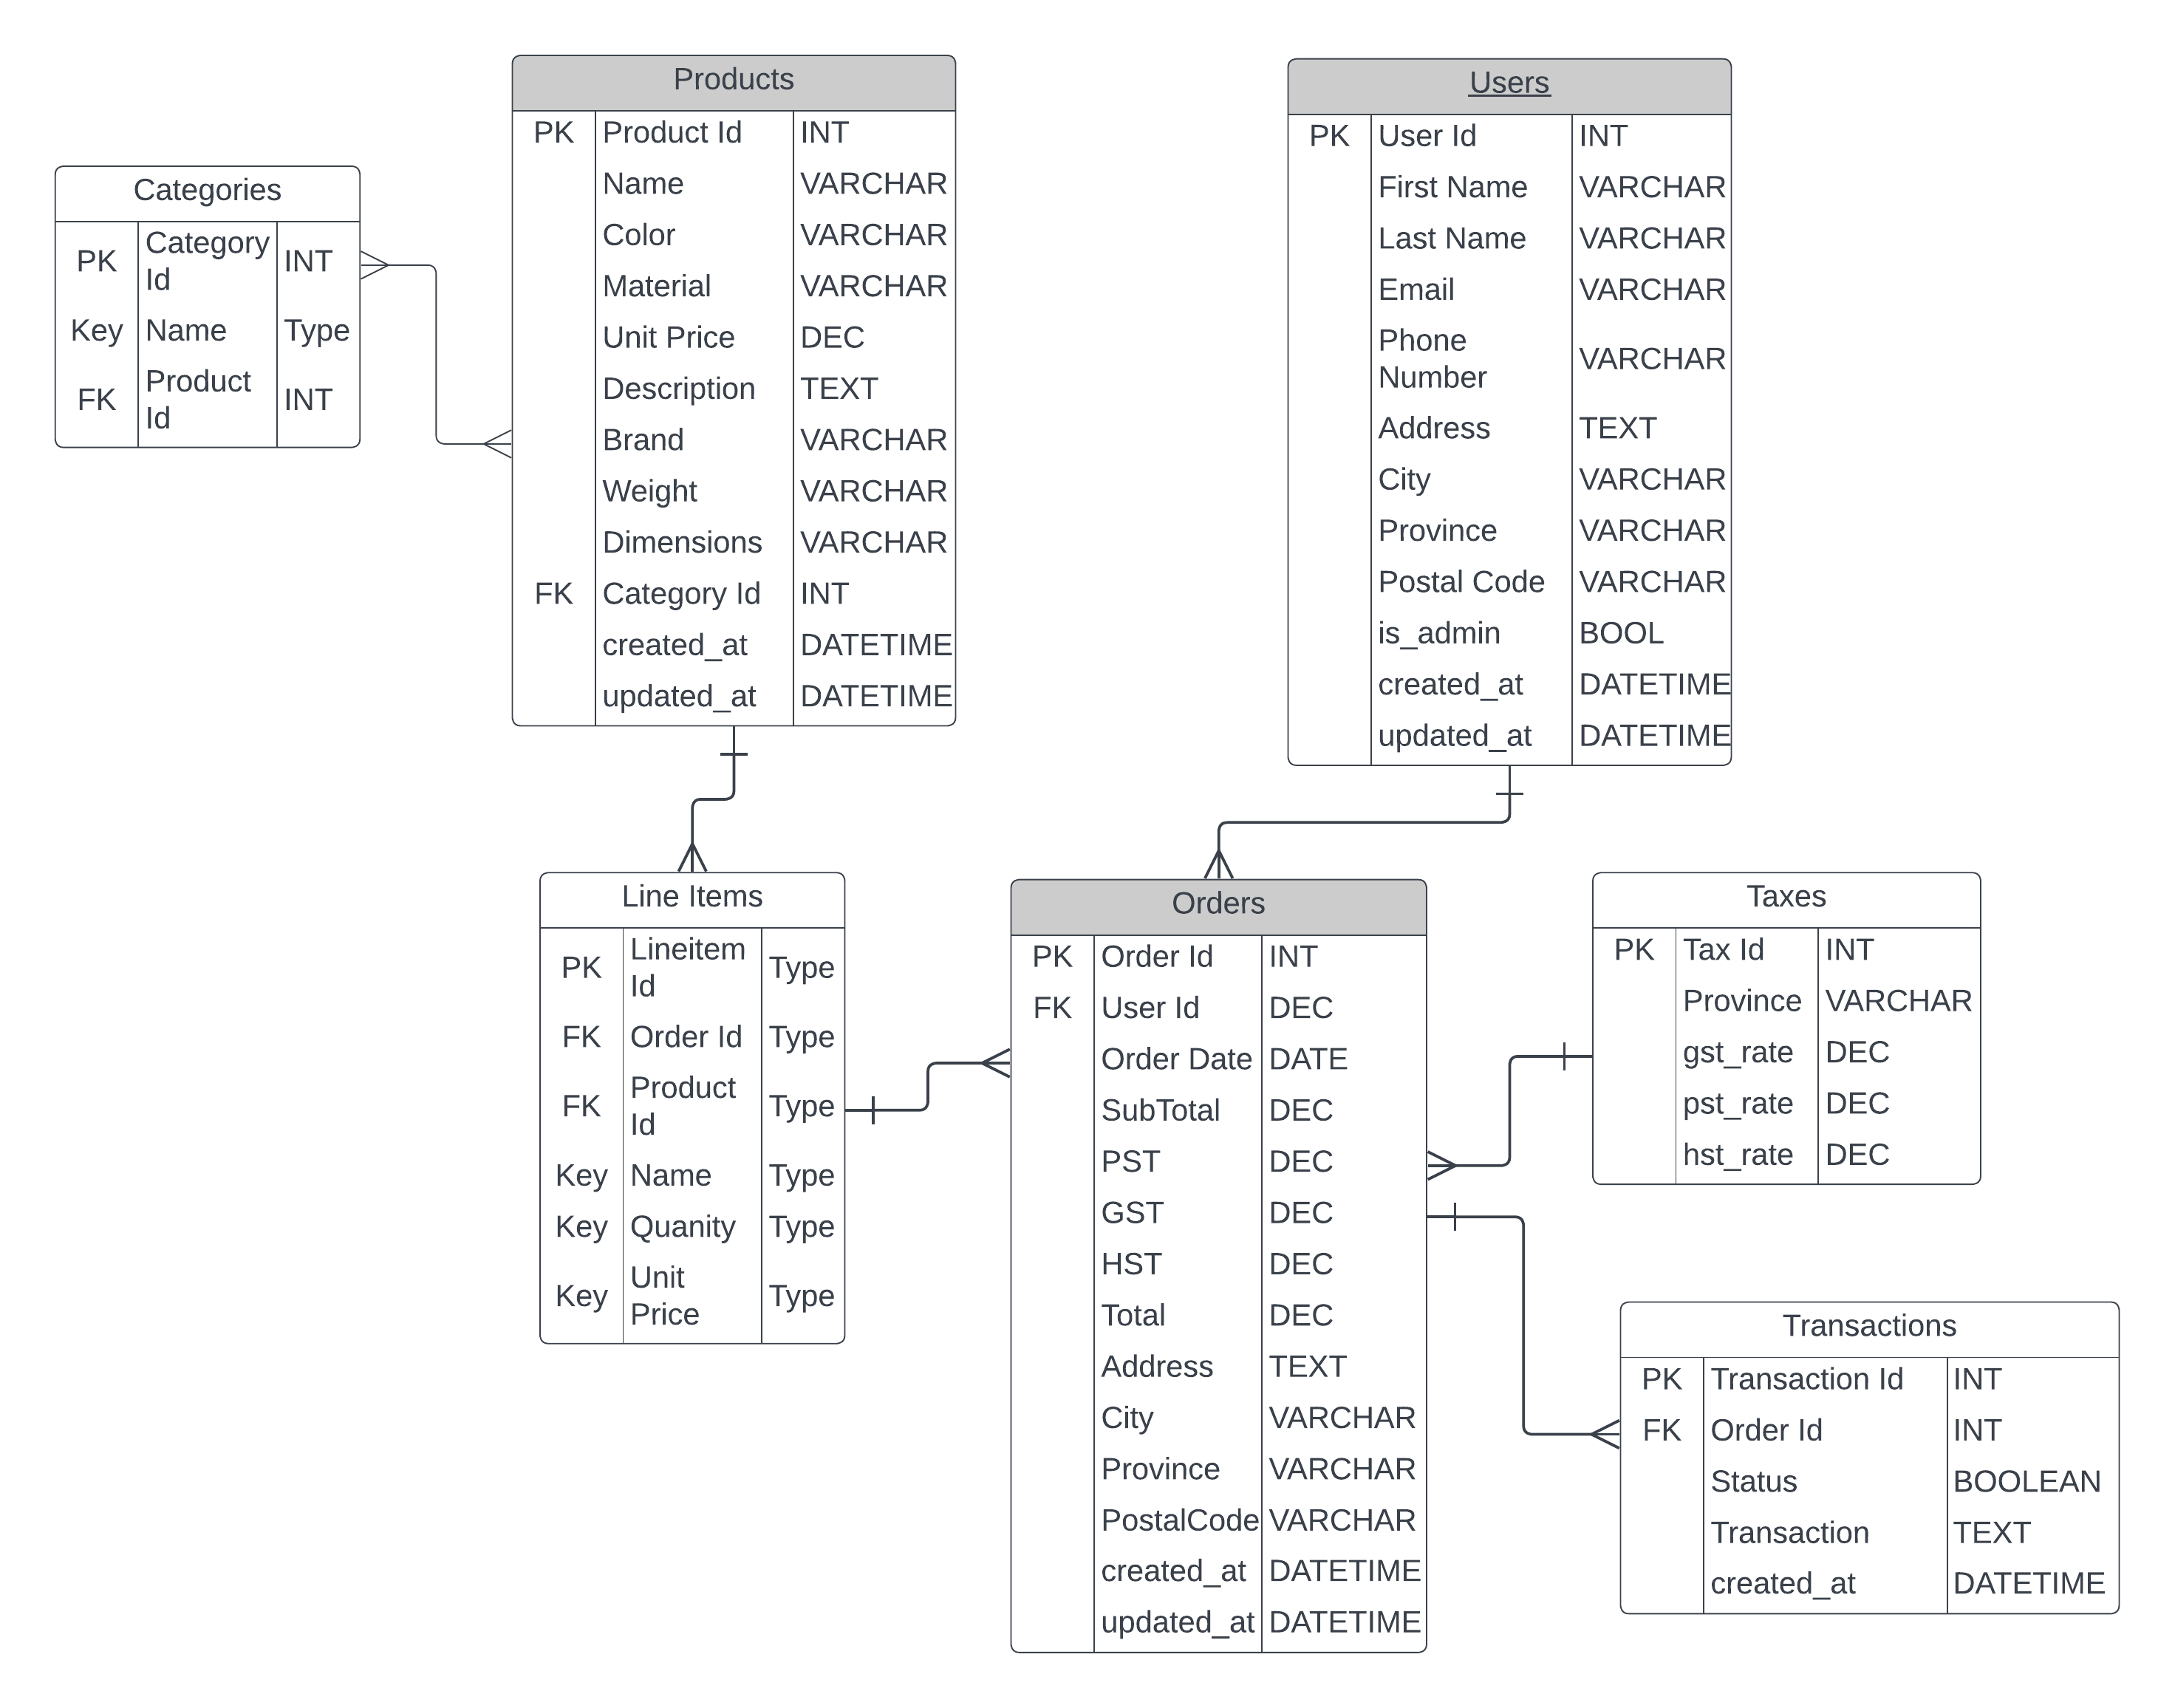 Products
PK Product Id INT
Name VARCHAR
Color VARCHAR
Material VARCHAR
Unit Price DEC
Description TEXT
Brand VARCHAR
Weight VARCHAR
Dimensions VARCHAR
FK Category Id INT
created_at DATETIME
updated_at DATETIME
Users
PK User Id INT
First Name VARCHAR
Last Name VARCHAR
Email VARCHAR
Phone
Number VARCHAR
Address TEXT
City VARCHAR
Province VARCHAR
Postal Code VARCHAR
is_admin BOOL
created_at DATETIME
updated_at DATETIME
Categories
PK Category
Id INT
Key Name Type
FK Product
Id INT
Line Items
PK Lineitem
Id Type
FK Order Id Type
FK Product
Id Type
Key Name Type
Key Quanity Type
Key Unit
Price Type
Orders
PK Order Id INT
FK User Id DEC
Order Date DATE
SubTotal DEC
PST DEC
GST DEC
HST DEC
Total DEC
Address TEXT
City VARCHAR
Province VARCHAR
PostalCode VARCHAR
created_at DATETIME
updated_at DATETIME
Taxes
PK Tax Id INT
Province VARCHAR
gst_rate DEC
pst_rate DEC
hst_rate DEC
Transactions
PK Transaction Id INT
FK Order Id INT
Status BOOLEAN
Transaction TEXT
created_at DATETIME